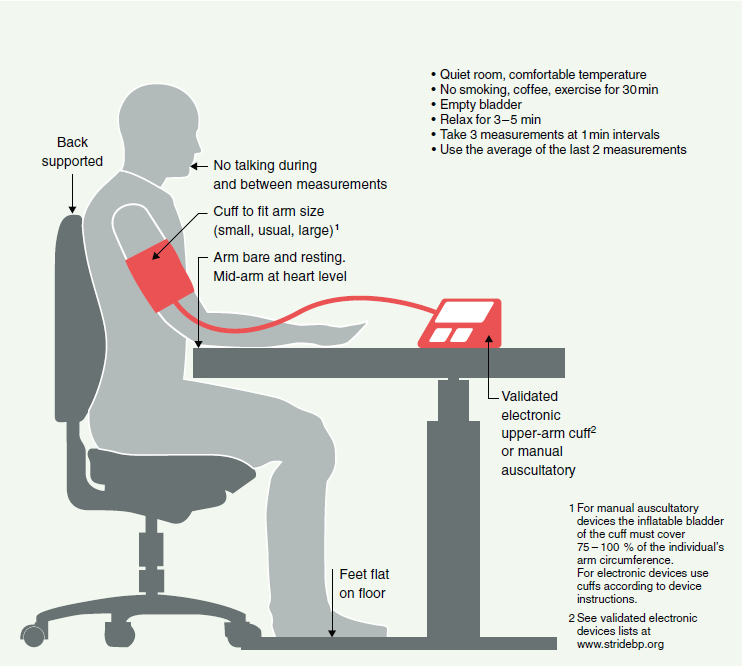 • Quiet room, comfortable temperature
• No smoking, coffee, exercise for 30 min
• Empty bladder
• Relax for 3–5 min
• Take 3 measurements at 1 min intervals
• Use the average of the last 2 measurements
Back
supported
No talking during
and between measurements
Cuff to fit arm size
(small, usual, large)¹
Arm bare and resting.
Mid-arm at heart level
Validated
electronic
upper-arm cuff²
or manual
auscultatory
Feet flat
on floor
1 For manual auscultatory
devices the inflatable bladder
of the cuff must cover
75–100 % of the individual's
arm circumference.
For electronic devices use
cuffs according to device
instructions.
2 See validated electronic
devices lists at
www.stridebp.org